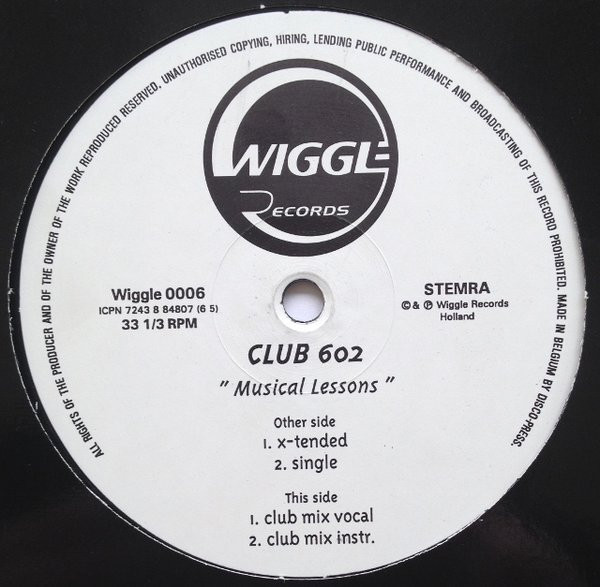 ALL RIGHTS OF THE PRODUCER AND OF THE OWNER OF THE WORK REPRODUCED RESERVED. UNAUTHORISED COPYING, HIRING, LENDING PUBLIC PERFORMANCE AND BROADCASTING OF THIS RECORD PROHIBITED. MADE IN BELGIUM BY DISCO-PRESS.
WIGGLE
RECORDS
Wiggle 0006
ICPN 7243 8 84807 (6 5)
33 1/3 RPM
STEMRA
© & ℗ Wiggle Records
Holland
CLUB 602
" Musical Lessons "
Other side
1. x-tended
2. single
This side
1. club mix vocal
2. club mix instr.